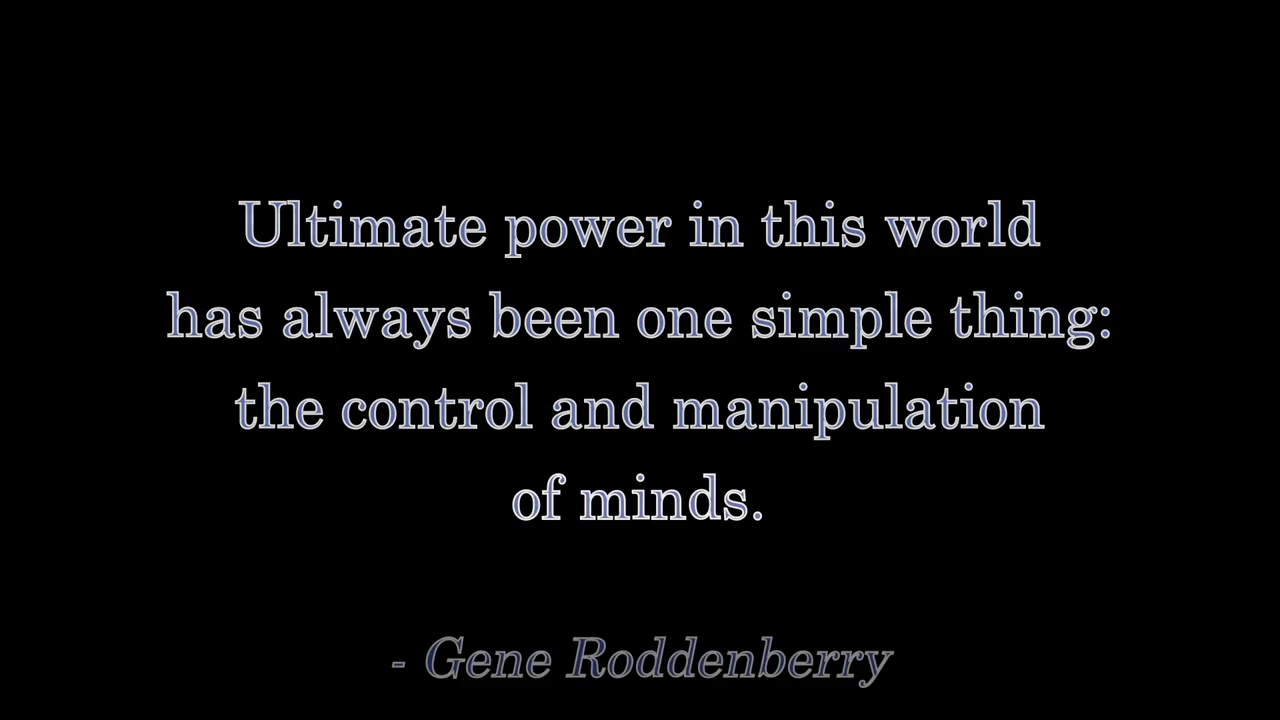 Ultimate power in this world
has always been one simple thing:
the control and manipulation
of minds.
- Gene Roddenberry